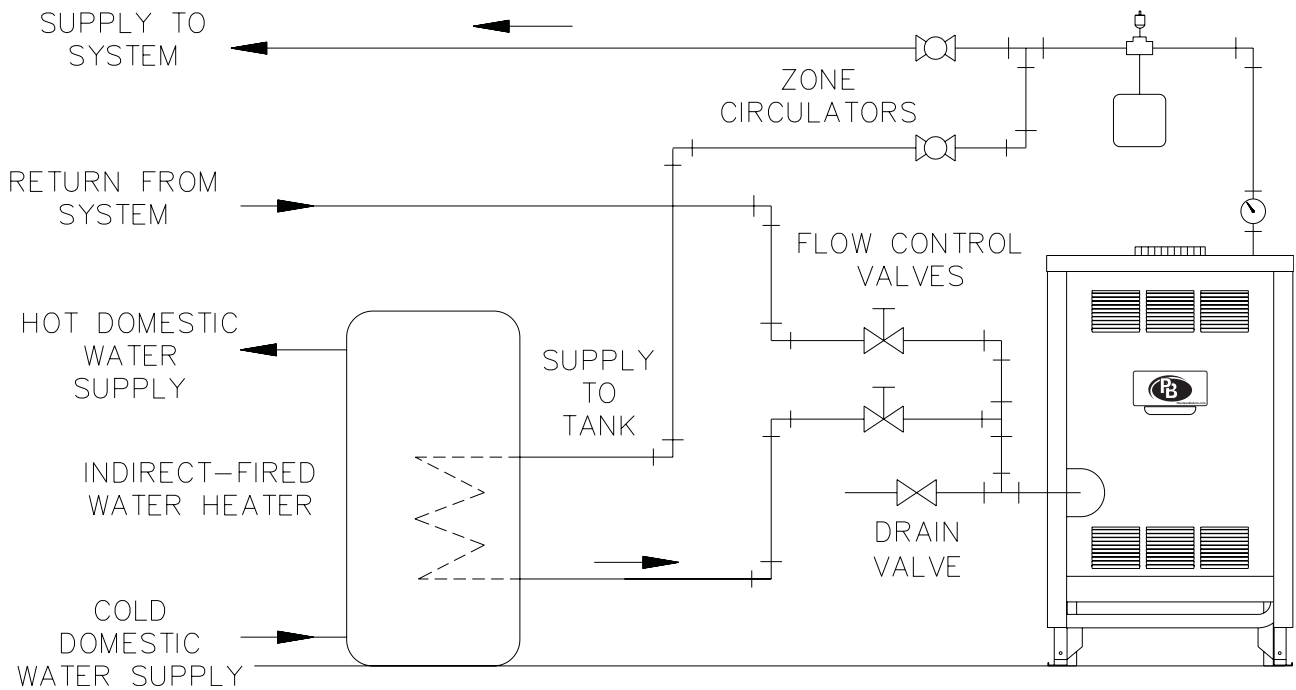 SUPPLY TO
SYSTEM
ZONE
CIRCULATORS
RETURN FROM
SYSTEM
FLOW CONTROL
VALVES
HOT DOMESTIC
WATER
SUPPLY
SUPPLY
TO
TANK
PB
INDIRECT-FIRED
WATER HEATER
DRAIN
VALVE
COLD
DOMESTIC
WATER SUPPLY